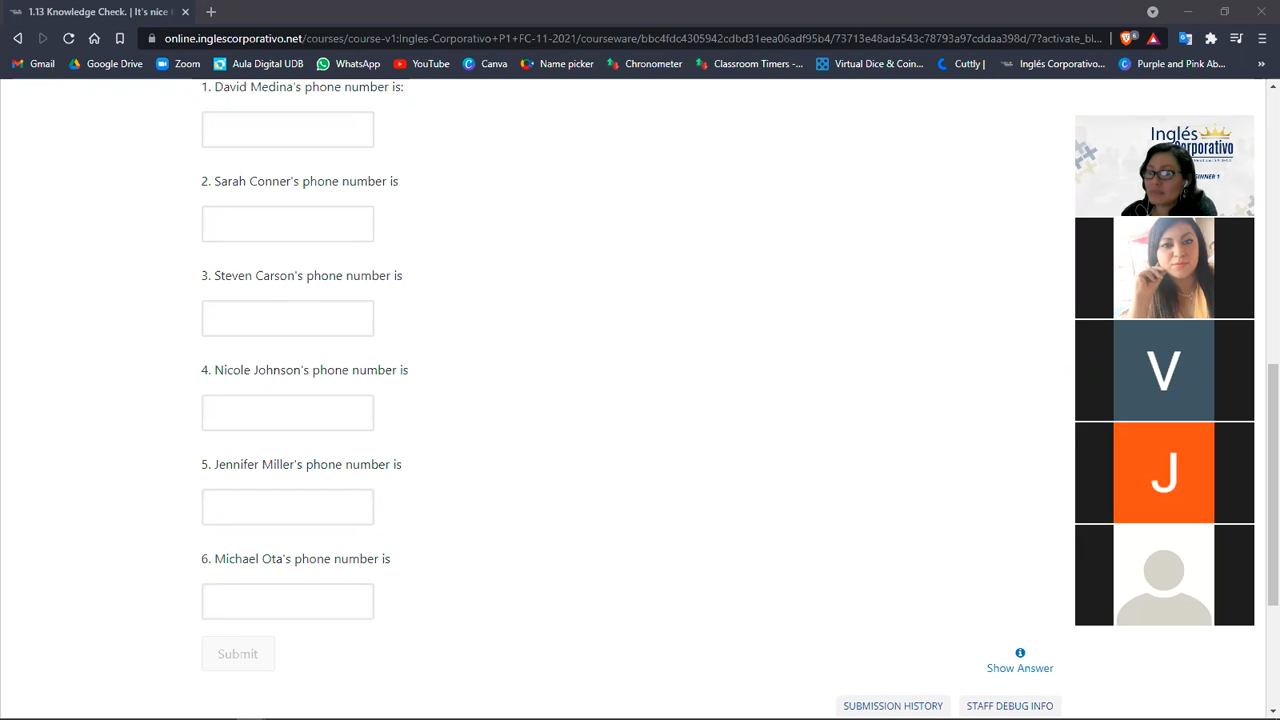 1.13 Knowledge Check. | It's nice
online.inglescorporativo.net/courses/course-v1:Ingles-Corporativo+P1+FC-11-2021/courseware/bbc4fdc4305942cdbd31eea06adf95b4/73713e48ada543c78793a97cddaa398d/7?activate_bl...
Gmail Google Drive Zoom Aula Digital UDB WhatsApp YouTube Canva Name picker Chronometer Classroom Timers -... Virtual Dice & Coin... Cuttly | Inglés Corporativo... Purple and Pink Ab... »
1. David Medina's phone number is:
2. Sarah Conner's phone number is
3. Steven Carson's phone number is
4. Nicole Johnson's phone number is
5. Jennifer Miller's phone number is
6. Michael Ota's phone number is
Submit
Show Answer
SUBMISSION HISTORY STAFF DEBUG INFO
Inglés
Corporativo
V
J